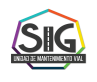 SIG
UNIDAD DE MANTENIMIENTO VIAL